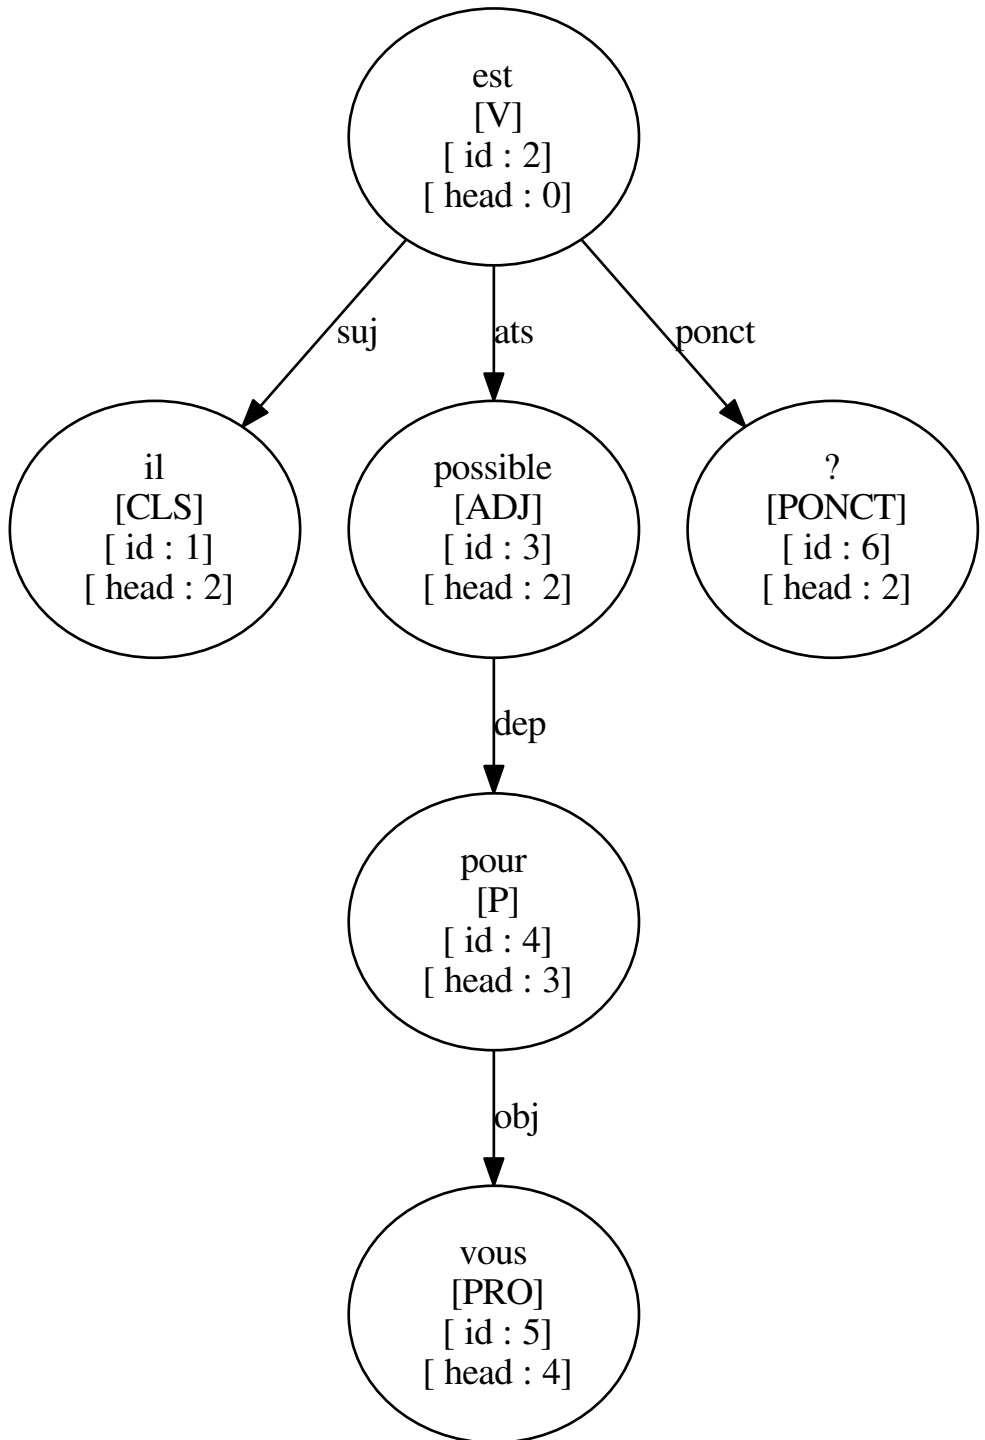 est
[V]
[ id : 2]
[ head : 0]
suj
ats
ponct
il
[CLS]
[ id : 1]
[ head : 2]
possible
[ADJ]
[ id : 3]
[ head : 2]
?
[PONCT]
[ id : 6]
[ head : 2]
dep
pour
[P]
[ id : 4]
[ head : 3]
obj
vous
[PRO]
[ id : 5]
[ head : 4]